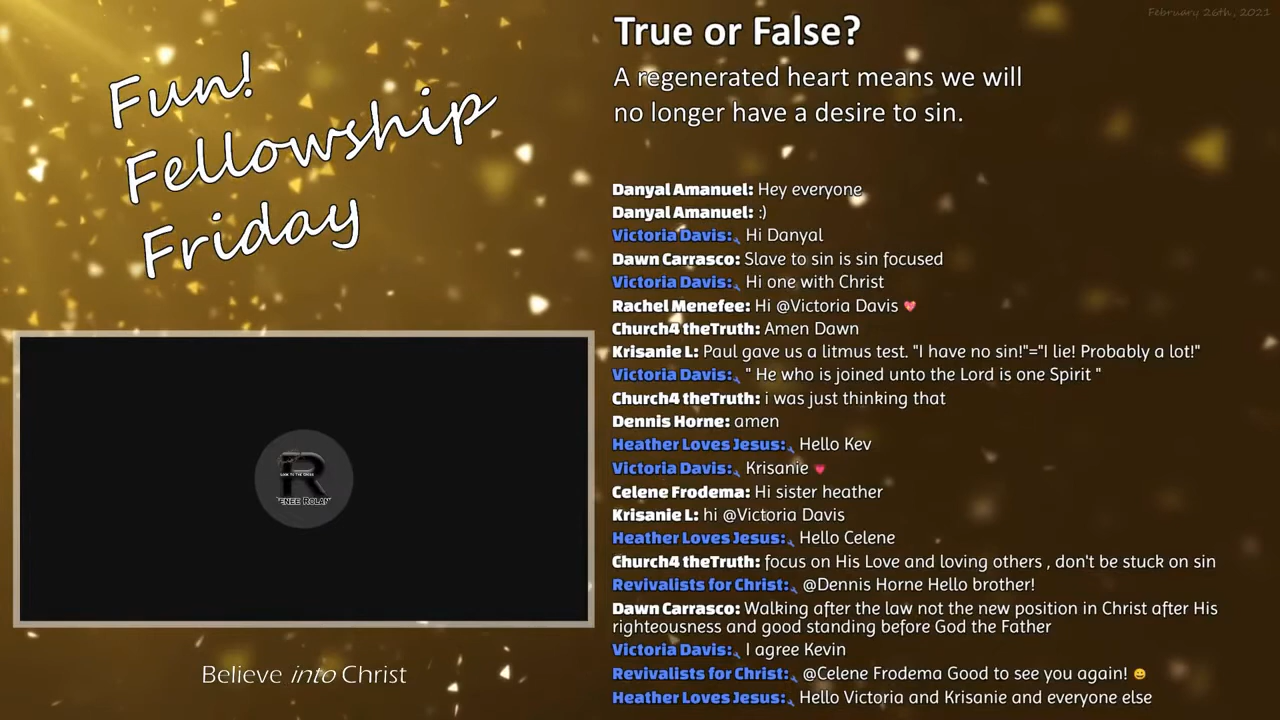 February 26th, 2021
Fun!
Fellowship
Friday
True or False?
A regenerated heart means we will
no longer have a desire to sin.
Danyal Amanuel: Hey everyone
Danyal Amanuel: :)
Victoria Davis: Hi Danyal
Dawn Carrasco: Slave to sin is sin focused
Victoria Davis: Hi one with Christ
Rachel Menefee: Hi @Victoria Davis 💖
Church4 theTruth: Amen Dawn
Krisanie L: Paul gave us a litmus test. "I have no sin!"="I lie! Probably a lot!"
Victoria Davis: " He who is joined unto the Lord is one Spirit "
Church4 theTruth: i was just thinking that
Dennis Horne: amen
Heather Loves Jesus: Hello Kev
Victoria Davis: Krisanie 💗
Celene Frodema: Hi sister heather
Krisanie L: hi @Victoria Davis
Heather Loves Jesus: Hello Celene
Church4 theTruth: focus on His Love and loving others , don't be stuck on sin
Revivalists for Christ: @Dennis Horne Hello brother!
Dawn Carrasco: Walking after the law not the new position in Christ after His
righteousness and good standing before God the Father
Victoria Davis: I agree Kevin
Revivalists for Christ: @Celene Frodema Good to see you again! 😊
Heather Loves Jesus: Hello Victoria and Krisanie and everyone else
R
LOOK TO THE CROSS
Believe into Christ